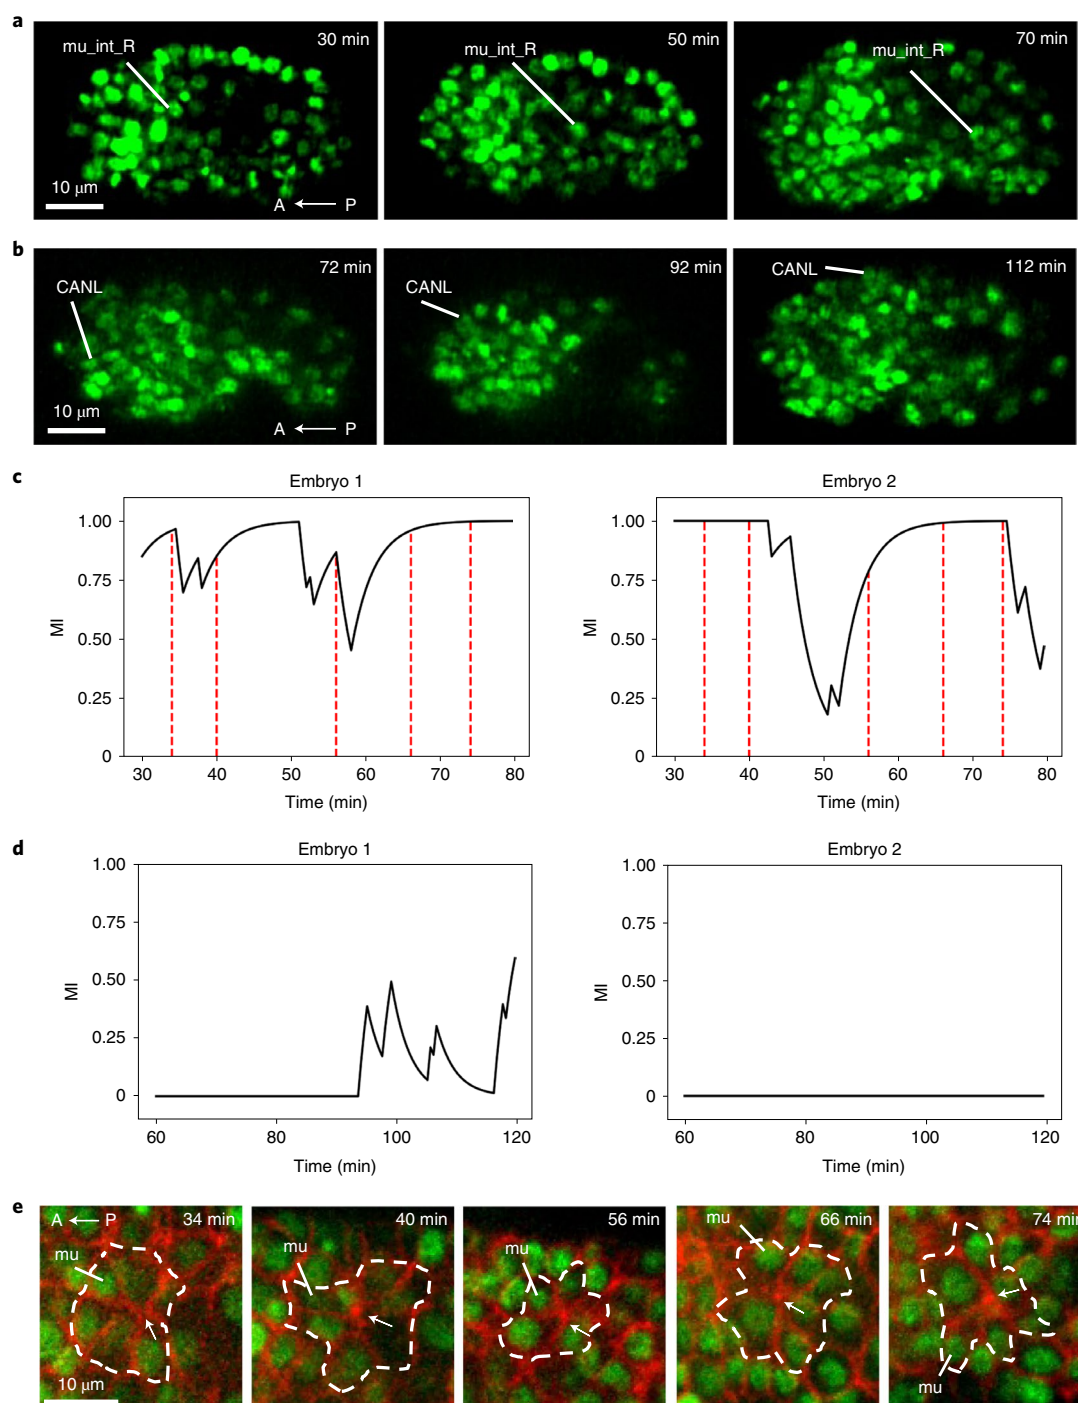 a
mu_int_R
30 min
10 µm
A P
mu_int_R
50 min
mu_int_R
70 min
b
CANL
72 min
10 µm
A P
CANL
92 min
CANL
112 min
c
Embryo 1
1.00
0.75
0.50
0.25
0
MI
30 40 50 60 70 80
Time (min)
Embryo 2
1.00
0.75
0.50
0.25
0
MI
30 40 50 60 70 80
Time (min)
d
Embryo 1
1.00
0.75
0.50
0.25
0
MI
60 80 100 120
Time (min)
Embryo 2
1.00
0.75
0.50
0.25
0
MI
60 80 100 120
Time (min)
e
A P
34 min
mu
10 µm
40 min
mu
56 min
mu
66 min
mu
74 min
mu